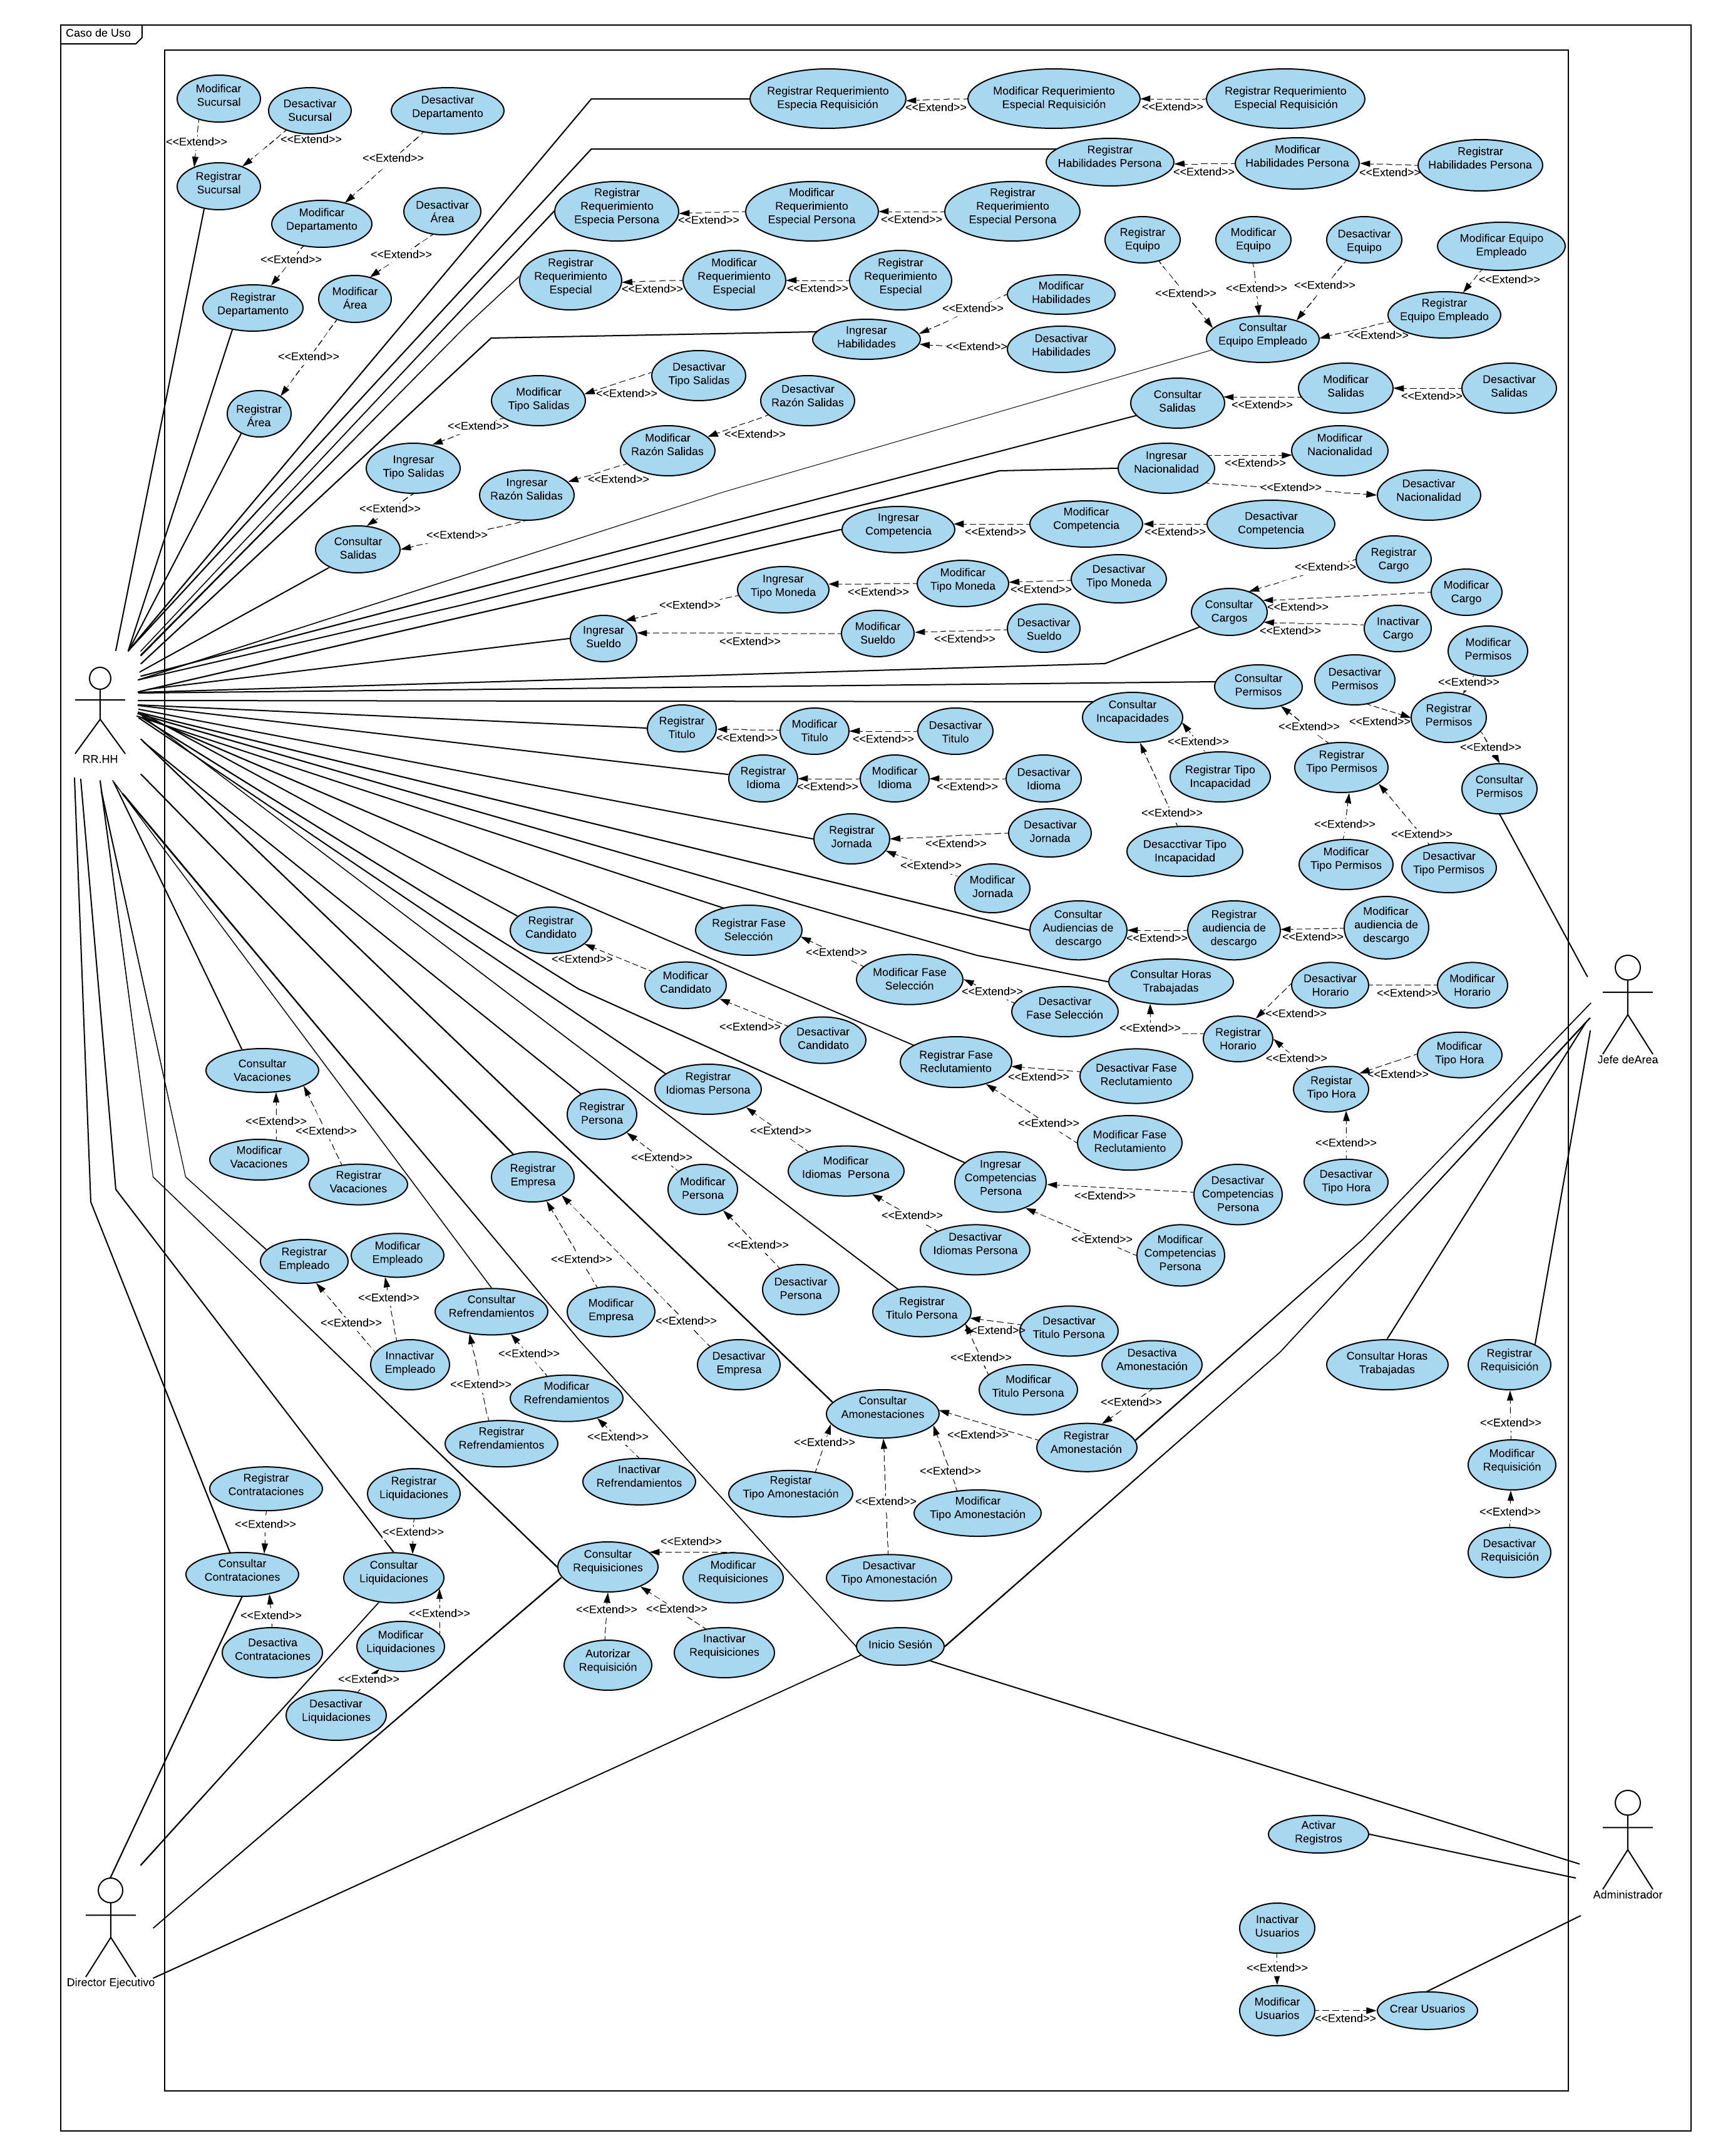 Caso de Uso
Modificar
Sucursal
Desactivar
Sucursal
Desactivar
Departamento
<<Extend>>
<<Extend>>
<<Extend>>
Registrar
Sucursal
Modificar
Departamento
Desactivar
Área
<<Extend>>
<<Extend>>
Registrar
Departamento
Modificar
Área
<<Extend>>
Registrar
Área
Registrar Requerimiento
Especia Requisición
<<Extend>>
Modificar Requerimiento
Especial Requisición
<<Extend>>
Registrar Requerimiento
Especial Requisición
Registrar
Habilidades Persona
<<Extend>>
Modificar
Habilidades Persona
<<Extend>>
Registrar
Habilidades Persona
Registrar
Requerimiento
Especia Persona
<<Extend>>
Modificar
Requerimiento
Especial Persona
<<Extend>>
Registrar
Requerimiento
Especial Persona
Registrar
Requerimiento
Especial
<<Extend>>
Modificar
Requerimiento
Especial
<<Extend>>
Registrar
Requerimiento
Especial
Registrar
Equipo
Modificar
Equipo
Desactivar
Equipo
Modificar Equipo
Empleado
<<Extend>>
<<Extend>>
<<Extend>>
<<Extend>>
Consultar
Equipo Empleado
<<Extend>>
Registrar
Equipo Empleado
Ingresar
Habilidades
<<Extend>>
Modificar
Habilidades
<<Extend>>
Desactivar
Habilidades
Modificar
Tipo Salidas
<<Extend>>
Desactivar
Tipo Salidas
<<Extend>>
Ingresar
Tipo Salidas
Modificar
Razón Salidas
<<Extend>>
Desactivar
Razón Salidas
Ingresar
Razón Salidas
<<Extend>>
<<Extend>>
<<Extend>>
Consultar
Salidas
Consultar
Salidas
<<Extend>>
Modificar
Salidas
<<Extend>>
Desactivar
Salidas
Ingresar
Nacionalidad
<<Extend>>
Modificar
Nacionalidad
<<Extend>>
Desactivar
Nacionalidad
Ingresar
Competencia
<<Extend>>
Modificar
Competencia
<<Extend>>
Desactivar
Competencia
Ingresar
Tipo Moneda
<<Extend>>
Modificar
Tipo Moneda
<<Extend>>
Desactivar
Tipo Moneda
<<Extend>>
Ingresar
Sueldo
<<Extend>>
Modificar
Sueldo
<<Extend>>
Desactivar
Sueldo
Consultar
Cargos
<<Extend>>
Registrar
Cargo
<<Extend>>
Modificar
Cargo
<<Extend>>
Inactivar
Cargo
RR.HH
Consultar
Permisos
Desactivar
Permisos
Modificar
Permisos
<<Extend>>
<<Extend>>
Registrar
Permisos
<<Extend>>
<<Extend>>
Registrar
Tipo Permisos
Consultar
Permisos
<<Extend>>
<<Extend>>
Modificar
Tipo Permisos
Desactivar
Tipo Permisos
Consultar
Incapacidades
<<Extend>>
Registrar Tipo
Incapacidad
<<Extend>>
Desacctivar Tipo
Incapacidad
Registrar
Titulo
<<Extend>>
Modificar
Titulo
<<Extend>>
Desactivar
Titulo
Registrar
Idioma
<<Extend>>
Modificar
Idioma
<<Extend>>
Desactivar
Idioma
Registrar
Jornada
<<Extend>>
Desactivar
Jornada
<<Extend>>
Modificar
Jornada
Consultar
Audiencias de
descargo
<<Extend>>
Registrar
audiencia de
descargo
<<Extend>>
Modificar
audiencia de
descargo
Registrar
Candidato
<<Extend>>
Modificar
Candidato
<<Extend>>
Desactivar
Candidato
Registrar Fase
Selección
<<Extend>>
Modificar Fase
Selección
<<Extend>>
Desactivar
Fase Selección
Consultar Horas
Trabajadas
<<Extend>>
Registrar
Horario
<<Extend>>
Desactivar
Horario
<<Extend>>
Modificar
Horario
<<Extend>>
Registar
Tipo Hora
<<Extend>>
Modificar
Tipo Hora
<<Extend>>
Desactivar
Tipo Hora
Jefe deArea
Consultar
Vacaciones
<<Extend>>
<<Extend>>
Modificar
Vacaciones
Registrar
Vacaciones
Registrar Fase
Reclutamiento
<<Extend>>
Desactivar Fase
Reclutamiento
<<Extend>>
Modificar Fase
Reclutamiento
Registrar
Idiomas Persona
<<Extend>>
Modificar
Idiomas  Persona
<<Extend>>
Desactivar
Idiomas Persona
Registrar
Persona
<<Extend>>
Modificar
Persona
<<Extend>>
Desactivar
Persona
Registrar
Empresa
<<Extend>>
<<Extend>>
Modificar
Empresa
Desactivar
Empresa
Ingresar
Competencias
Persona
<<Extend>>
Desactivar
Competencias
Persona
<<Extend>>
Modificar
Competencias
Persona
Registrar
Empleado
Modificar
Empleado
<<Extend>>
<<Extend>>
Innactivar
Empleado
Consultar
Refrendamientos
<<Extend>>
<<Extend>>
Modificar
Refrendamientos
Registrar
Refrendamientos
<<Extend>>
Inactivar
Refrendamientos
Registrar
Titulo Persona
<<Extend>>
Desactivar
Titulo Persona
<<Extend>>
Modificar
Titulo Persona
Desactiva
Amonestación
<<Extend>>
Consultar
Amonestaciones
<<Extend>>
Registrar
Amonestación
<<Extend>>
<<Extend>>
<<Extend>>
Registar
Tipo Amonestación
Modificar
Tipo Amonestación
Desactivar
Tipo Amonestación
Consultar Horas
Trabajadas
Registrar
Requisición
<<Extend>>
Modificar
Requisición
<<Extend>>
Desactivar
Requisición
Registrar
Contrataciones
<<Extend>>
Consultar
Contrataciones
<<Extend>>
Desactiva
Contrataciones
Registrar
Liquidaciones
<<Extend>>
Consultar
Liquidaciones
<<Extend>>
Modificar
Liquidaciones
<<Extend>>
Desactivar
Liquidaciones
Consultar
Requisiciones
<<Extend>>
Modificar
Requisiciones
<<Extend>>
<<Extend>>
Autorizar
Requisición
Inactivar
Requisiciones
Inicio Sesión
Activar
Registros
Administrador
Director Ejecutivo
Inactivar
Usuarios
<<Extend>>
Modificar
Usuarios
<<Extend>>
Crear Usuarios